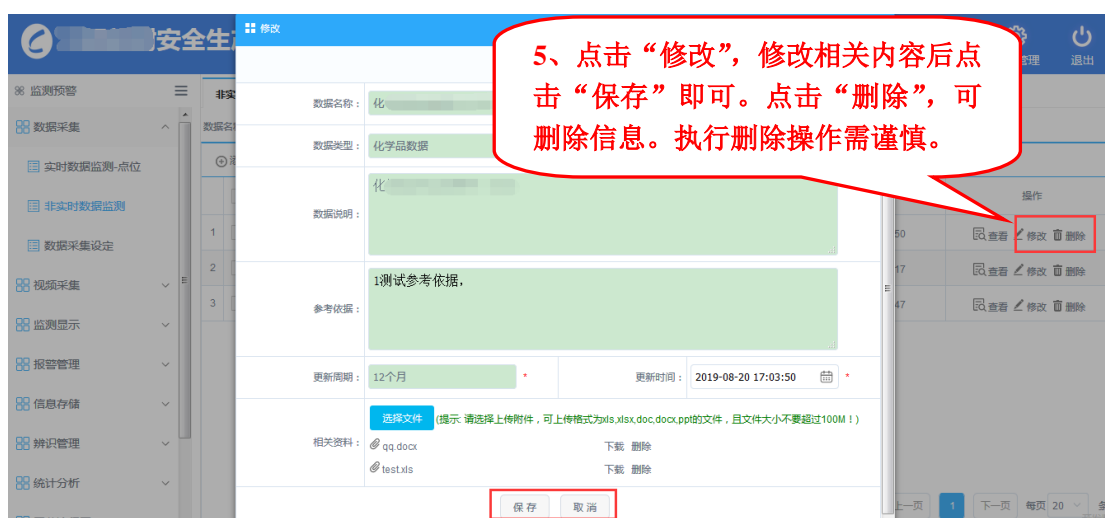 安全生
修改
管理
退出
5、点击“修改”，修改相关内容后点
击“保存”即可。点击“删除”，可
删除信息。执行删除操作需谨慎。
监测预警
数据采集
实时数据监测-点位
非实时数据监测
数据采集设定
视频采集
监测显示
报警管理
信息存储
辨识管理
统计分析
非实
数据名
数据名称：
化
数据类型：
化学品数据
数据说明：
化
参考依据：
1测试参考依据，
更新周期：
12个月
*
更新时间：
2019-08-20 17:03:50
*
相关资料：
选择文件
(提示: 请选择上传附件，可上传格式为xls,xlsx,doc,docx,ppt的文件，且文件大小不要超过100M！)
qq.docx
下载 删除
test.xls
下载 删除
保存
取消
操作
1
50
查看 修改 删除
2
17
查看 修改 删除
3
47
查看 修改 删除
上一页
1
下一页
每页 20